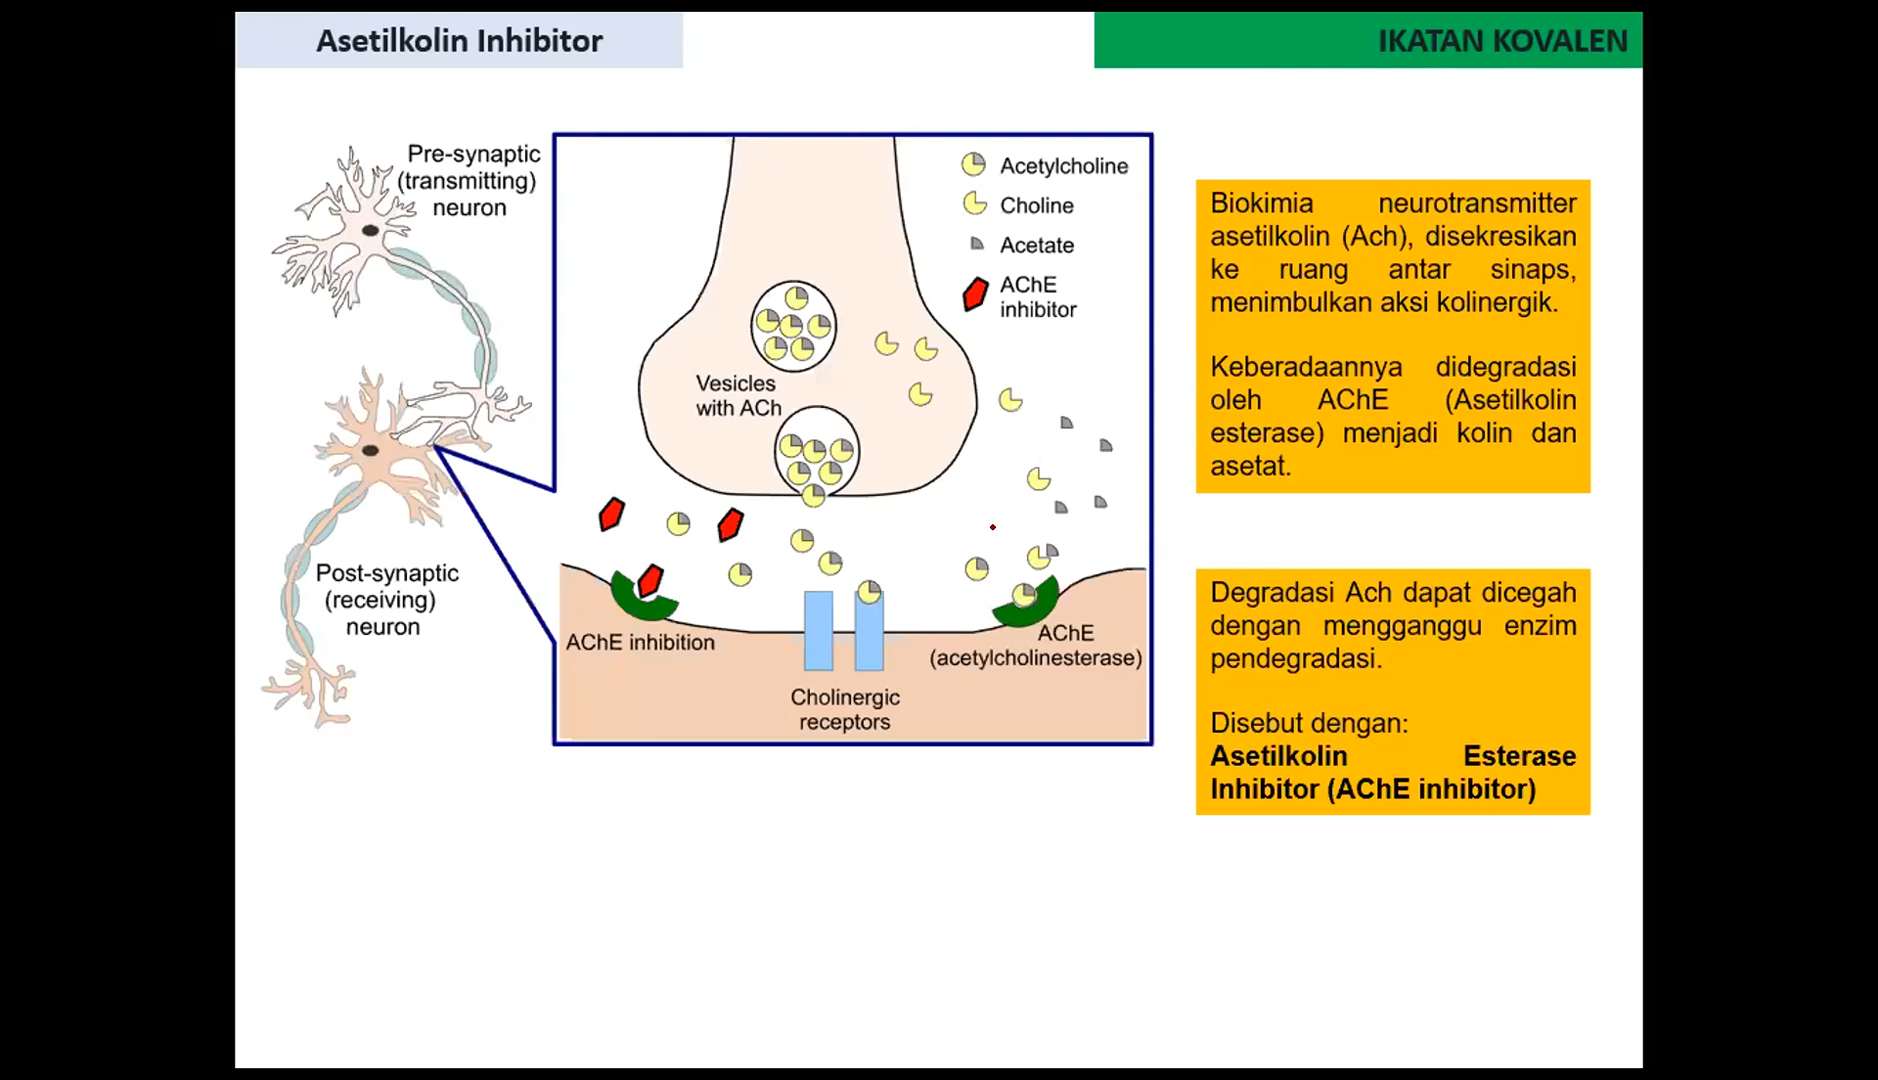 Asetilkolin Inhibitor
IKATAN KOVALEN
Pre-synaptic
(transmitting)
neuron
Post-synaptic
(receiving)
neuron
Acetylcholine
Choline
Acetate
AChE
inhibitor
Vesicles
with ACh
AChE inhibition
AChE
(acetylcholinesterase)
Cholinergic
receptors
Biokimia neurotransmitter
asetilkolin (Ach), disekresikan
ke ruang antar sinaps,
menimbulkan aksi kolinergik.
Keberadaannya didegradasi
oleh AChE (Asetilkolin
esterase) menjadi kolin dan
asetat.
Degradasi Ach dapat dicegah
dengan mengganggu enzim
pendegradasi.
Disebut dengan:
Asetilkolin Esterase
Inhibitor (AChE inhibitor)